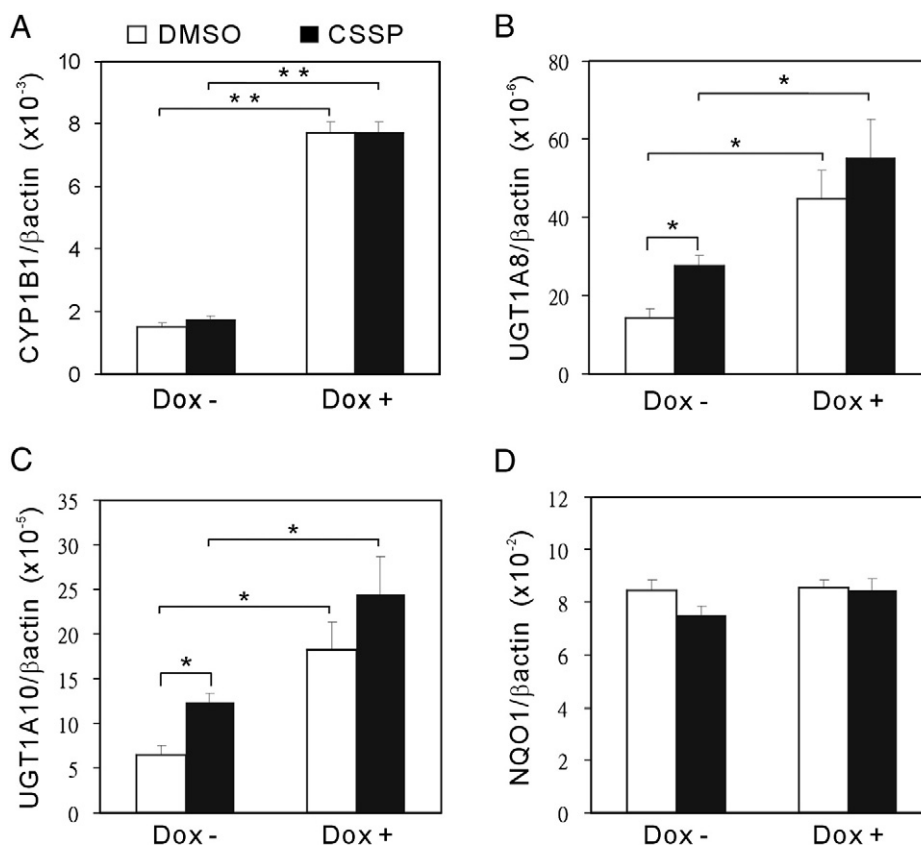 A
DMSO CSSP
CYP1B1/βactin (x10-3)
10
8
6
4
2
0
* *
* *
Dox - Dox +
B
UGT1A8/βactin (x10-6)
80
60
40
20
0
*
*
*
Dox - Dox +
C
UGT1A10/βactin (x10-5)
35
30
25
20
15
10
5
0
*
*
*
Dox - Dox +
D
NQO1/βactin (x10-2)
12
10
8
6
4
2
0
Dox - Dox +